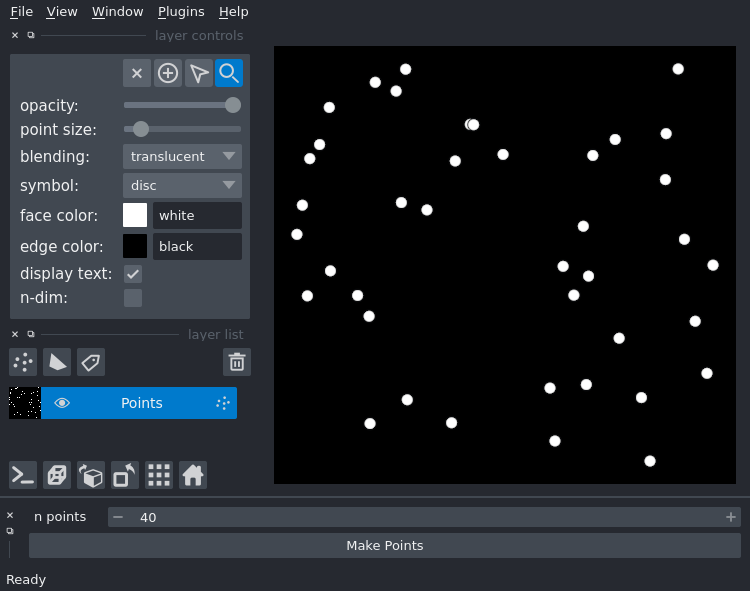 File View Window Plugins Help
layer controls
opacity:
point size:
blending: translucent
symbol: disc
face color: white
edge color: black
display text:
n-dim:
layer list
Points
n points 40
Make Points
Ready